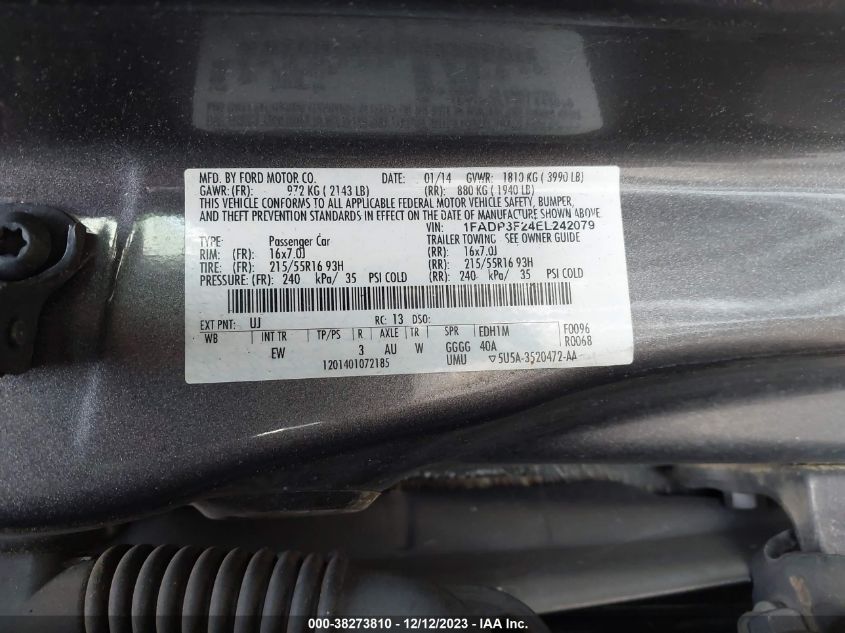 MFD. BY FORD MOTOR CO. DATE: 01/14 GVWR: 1810 KG ( 3990 LB)
GAWR: (FR): 972 KG ( 2143 LB) (RR): 880 KG ( 1940 LB)
THIS VEHICLE CONFORMS TO ALL APPLICABLE FEDERAL MOTOR VEHICLE SAFETY, BUMPER,
AND THEFT PREVENTION STANDARDS IN EFFECT ON THE DATE OF MANUFACTURE SHOWN ABOVE.
VIN: 1FADP3F24EL242079
TYPE: Passenger Car TRAILER TOWING - SEE OWNER GUIDE
RIM: (FR): 16x7.0J (RR): 16x7.0J
TIRE: (FR): 215/55R16 93H (RR): 215/55R16 93H
PRESSURE: (FR): 240 kPa/ 35 PSI COLD (RR): 240 kPa/ 35 PSI COLD
EXT PNT: UJ RC: 13 DSO:
WB INT TR TP/PS R AXLE TR SPR EDH1M F0096
EW 3 AU W GGGG 40A R0068
1201401072185 UMU ▽5U5A-3520472-AA
000-38273810 - 12/12/2023 - IAAI - Copart, Inc.